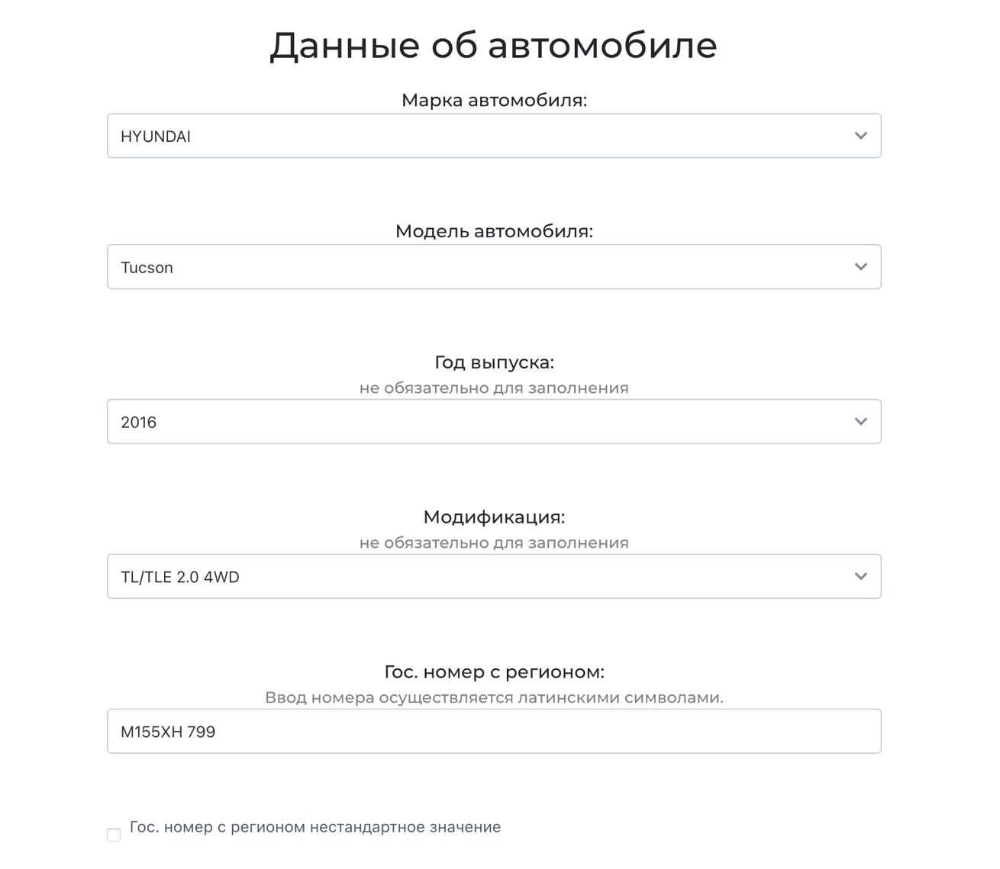 Данные об автомобиле
Марка автомобиля:
HYUNDAI
Модель автомобиля:
Tucson
Год выпуска:
не обязательно для заполнения
2016
Модификация:
не обязательно для заполнения
TL/TLE 2.0 4WD
Гос. номер с регионом:
Ввод номера осуществляется латинскими символами.
M155XH 799
Гос. номер с регионом нестандартное значение